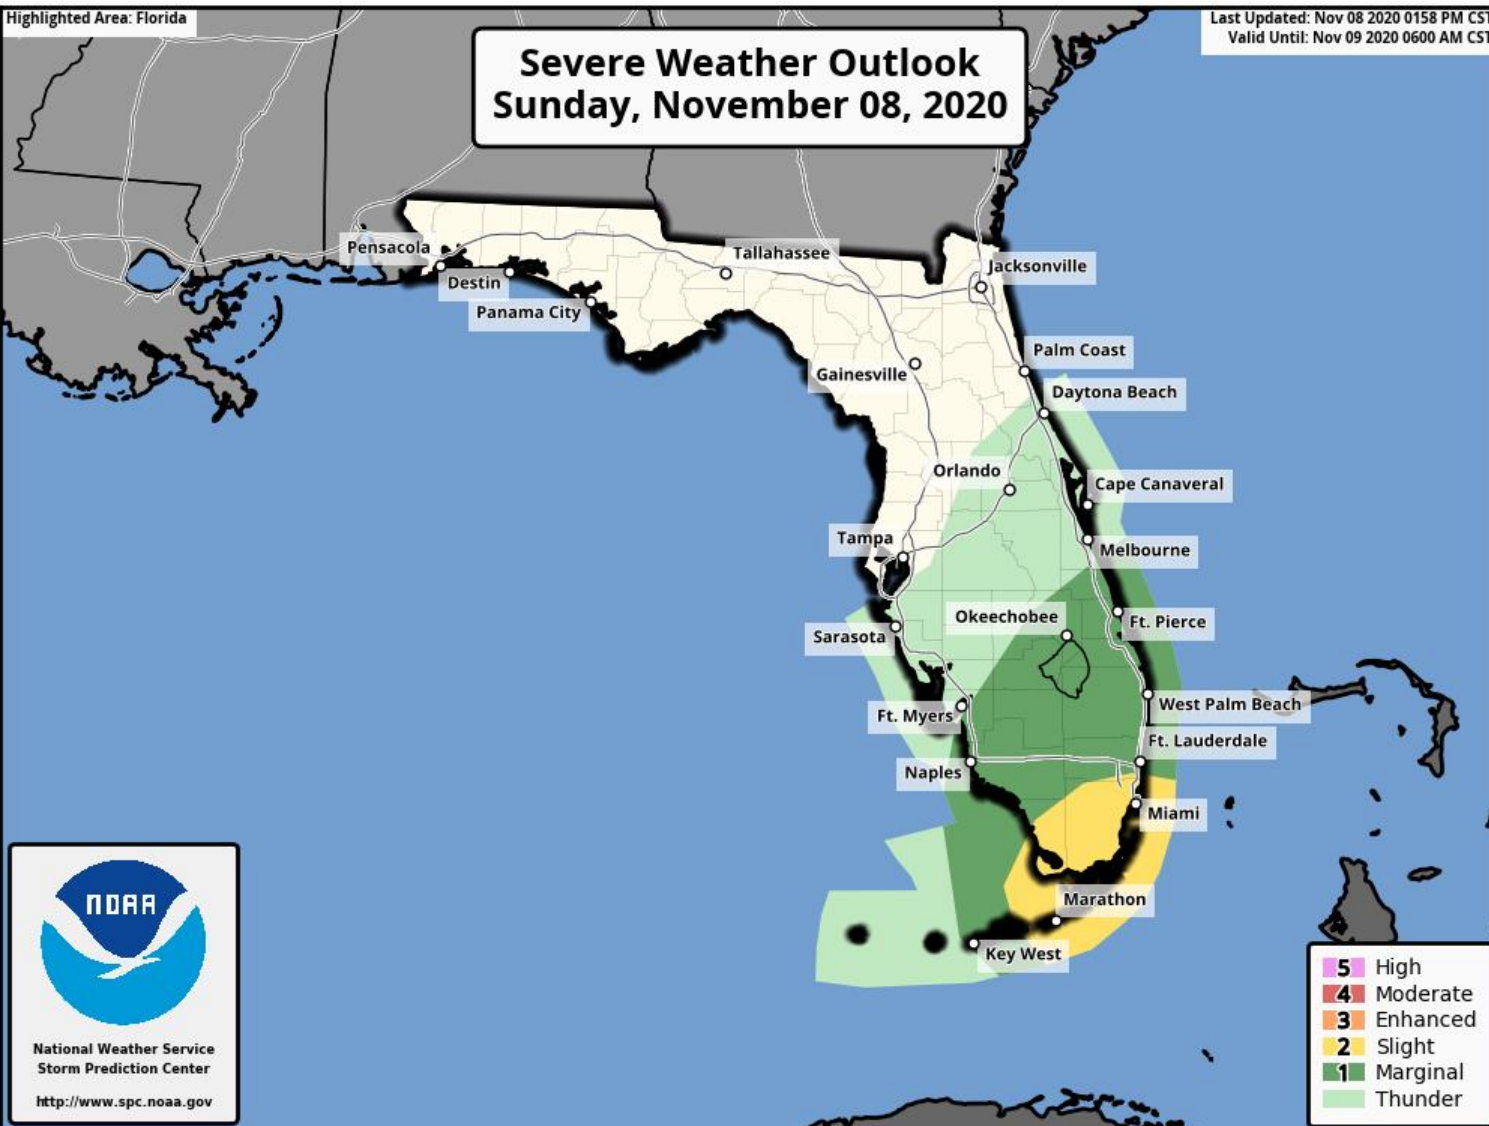 Highlighted Area: Florida
Last Updated: Nov 08 2020 0158 PM CST
Valid Until: Nov 09 2020 0600 AM CST
Severe Weather Outlook
Sunday, November 08, 2020
Pensacola
Tallahassee
Jacksonville
Destin
Panama City
Palm Coast
Gainesville
Daytona Beach
Orlando
Cape Canaveral
Tampa
Melbourne
Okeechobee
Ft. Pierce
Sarasota
West Palm Beach
Ft. Myers
Ft. Lauderdale
Naples
Miami
Marathon
Key West
NOAA
National Weather Service
Storm Prediction Center
http://www.spc.noaa.gov
5 High
4 Moderate
3 Enhanced
2 Slight
1 Marginal
Thunder